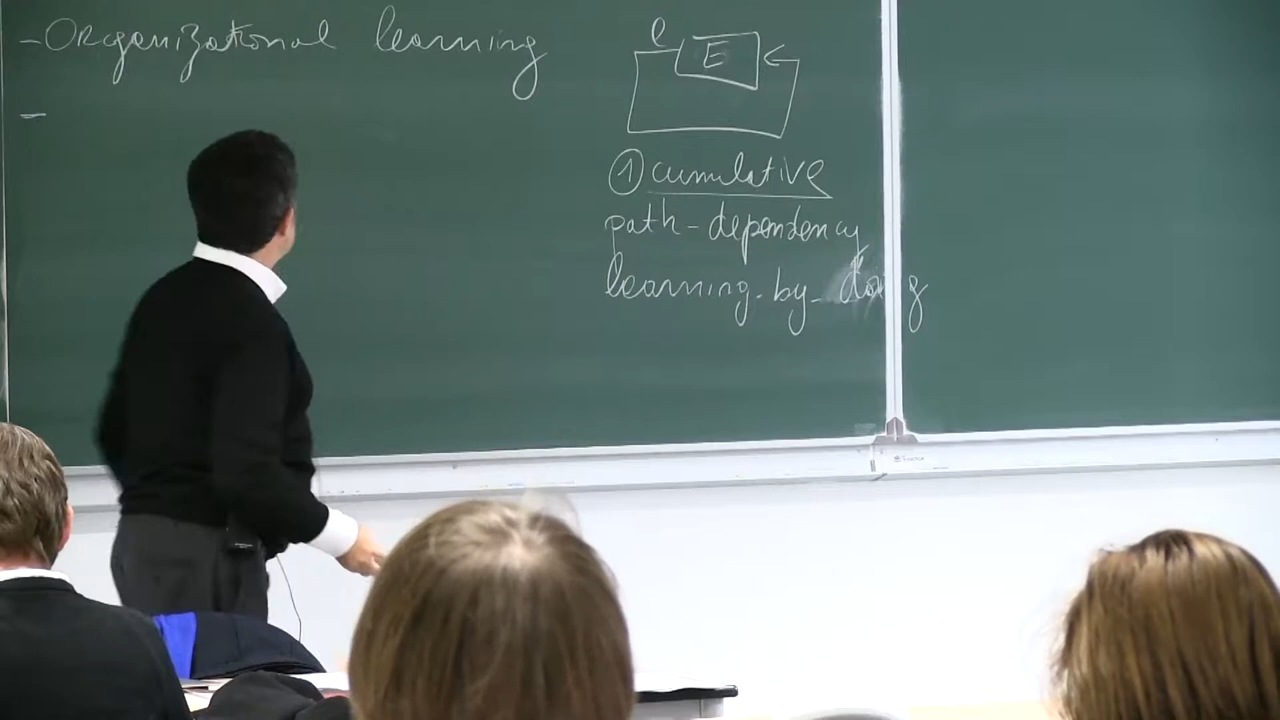 - Organizational learning
-
e E
① cumulative
path-dependency
learning-by-doing